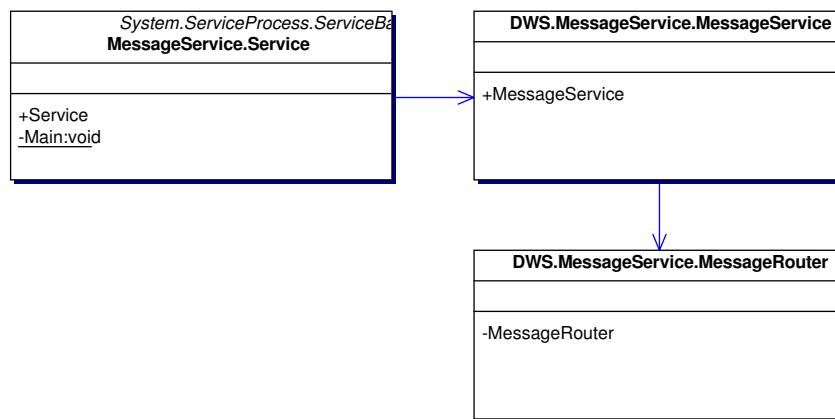 System.ServiceProcess.ServiceBa
MessageService.Service
+Service
-Main:void
DWS.MessageService.MessageService
+MessageService
DWS.MessageService.MessageRouter
-MessageRouter